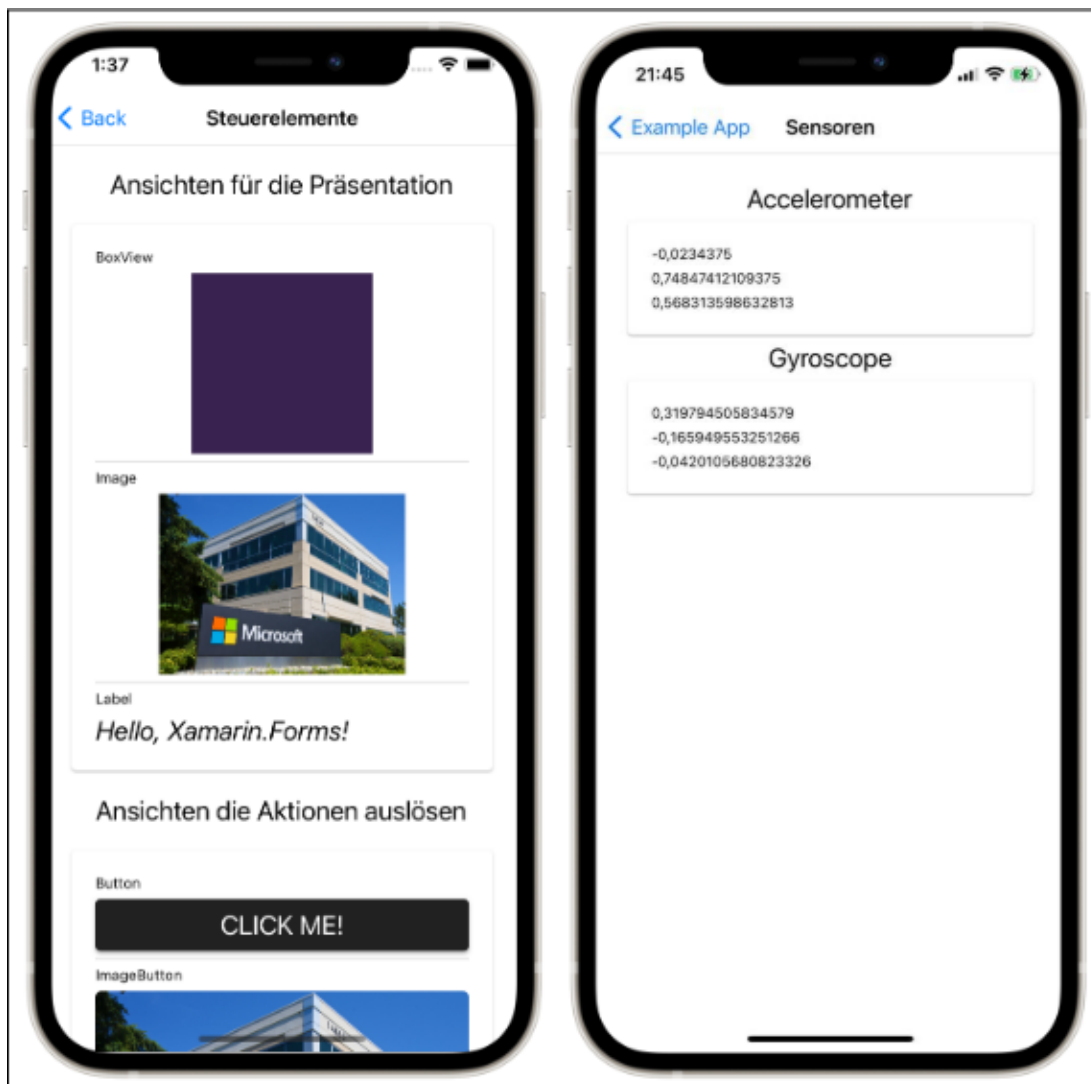 1:37
Back
Steuerelemente
Ansichten für die Präsentation
BoxView
Image
Microsoft
Label
Hello, Xamarin.Forms!
Ansichten die Aktionen auslösen
Button
CLICK ME!
ImageButton
21:45
Example App
Sensoren
Accelerometer
-0,0234375
0,74847412109375
0,568313598632813
Gyroscope
0,319794505834579
-0,165949553251266
-0,0420105680823326